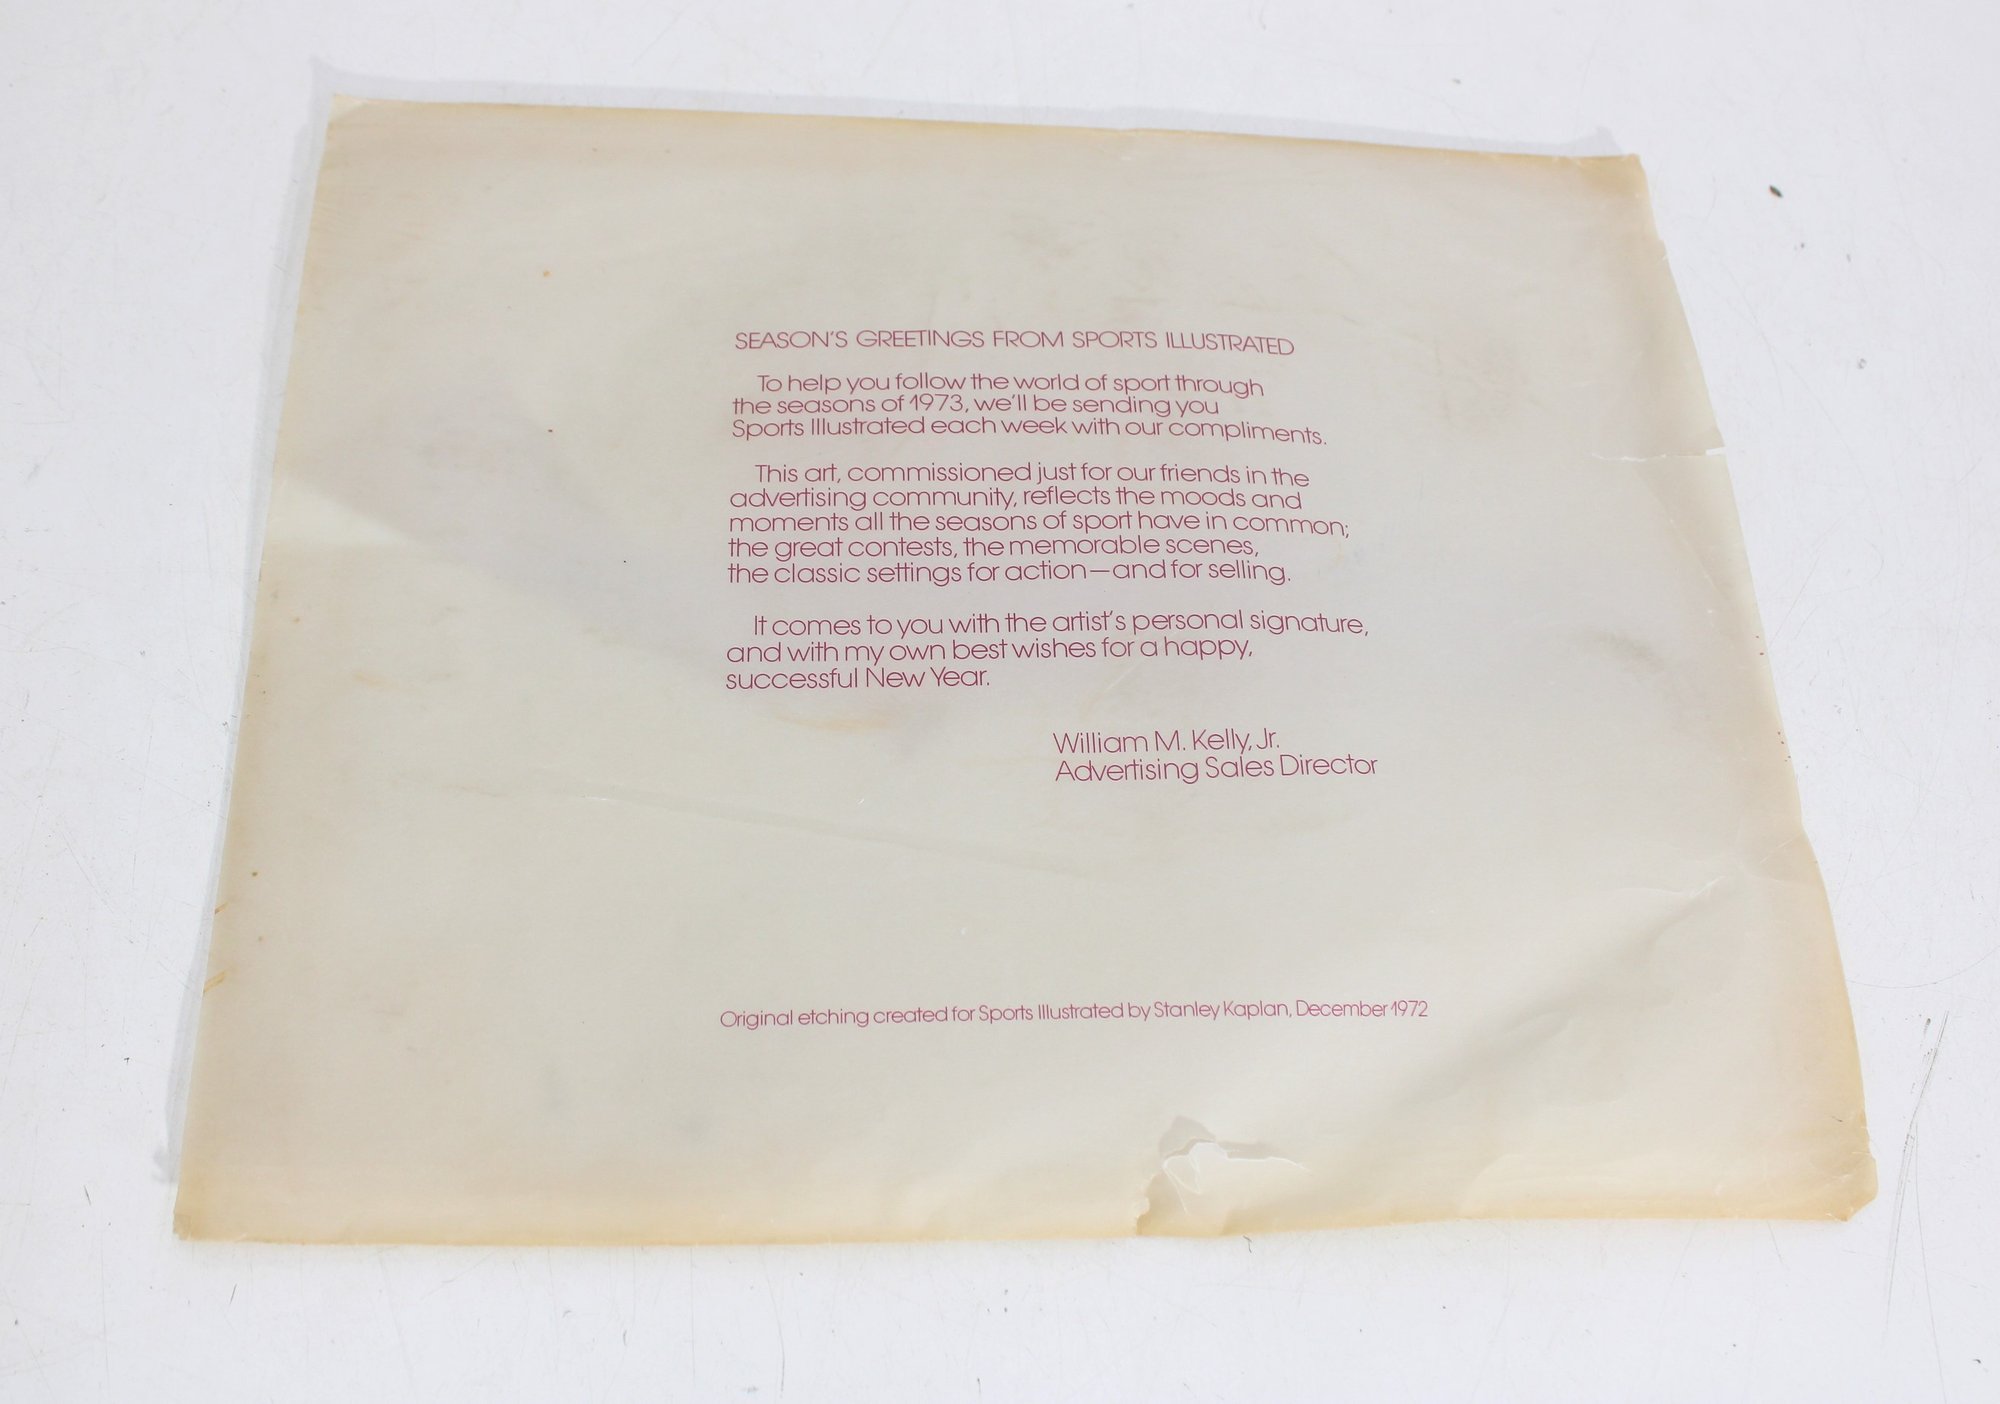 SEASON'S GREETINGS FROM SPORTS ILLUSTRATED
To help you follow the world of sport through
the seasons of 1973, we'll be sending you
Sports Illustrated each week with our compliments.
This art, commissioned just for our friends in the
advertising community, reflects the moods and
moments all the seasons of sport have in common;
the great contests, the memorable scenes,
the classic settings for action—and for selling.
It comes to you with the artist's personal signature,
and with my own best wishes for a happy,
successful New Year.
William M. Kelly, Jr.
Advertising Sales Director
Original etching created for Sports Illustrated by Stanley Kaplan, December 1972